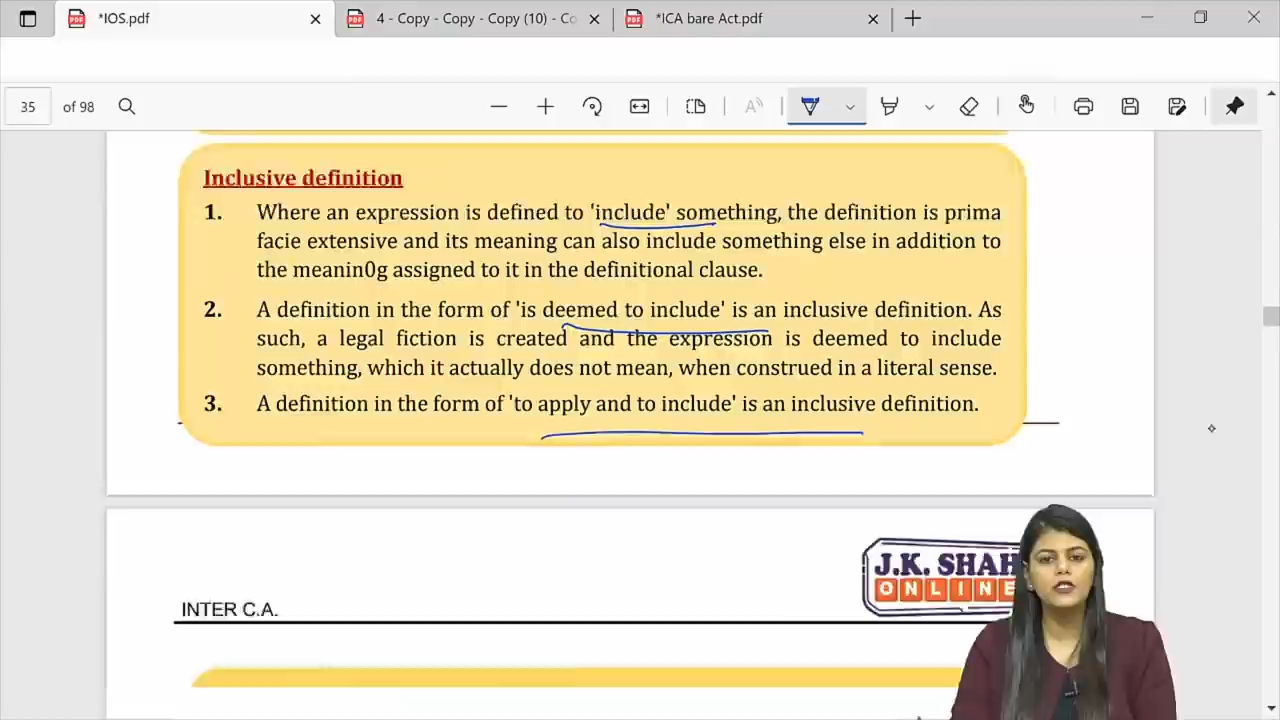 *IOS.pdf
4 - Copy - Copy - Copy (10) - Co
*ICA bare Act.pdf
35 of 98
Inclusive definition
1. Where an expression is defined to 'include' something, the definition is prima
facie extensive and its meaning can also include something else in addition to
the meanin0g assigned to it in the definitional clause.
2. A definition in the form of 'is deemed to include' is an inclusive definition. As
such, a legal fiction is created and the expression is deemed to include
something, which it actually does not mean, when construed in a literal sense.
3. A definition in the form of 'to apply and to include' is an inclusive definition.
J.K. SHAH
ONLINE
INTER C.A.